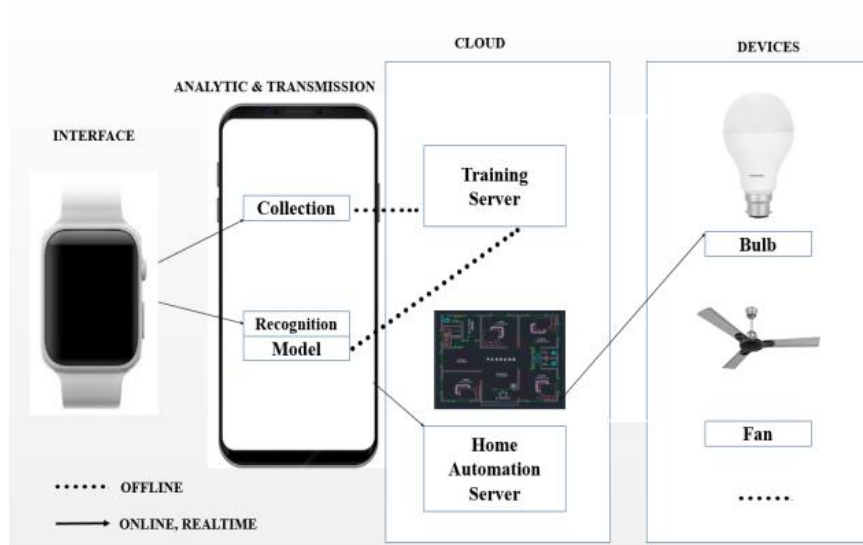 CLOUD
DEVICES
ANALYTIC & TRANSMISSION
INTERFACE
Training
Server
Collection
Bulb
Recognition
Model
Home
Automation
Server
Fan
OFFLINE
ONLINE, REALTIME